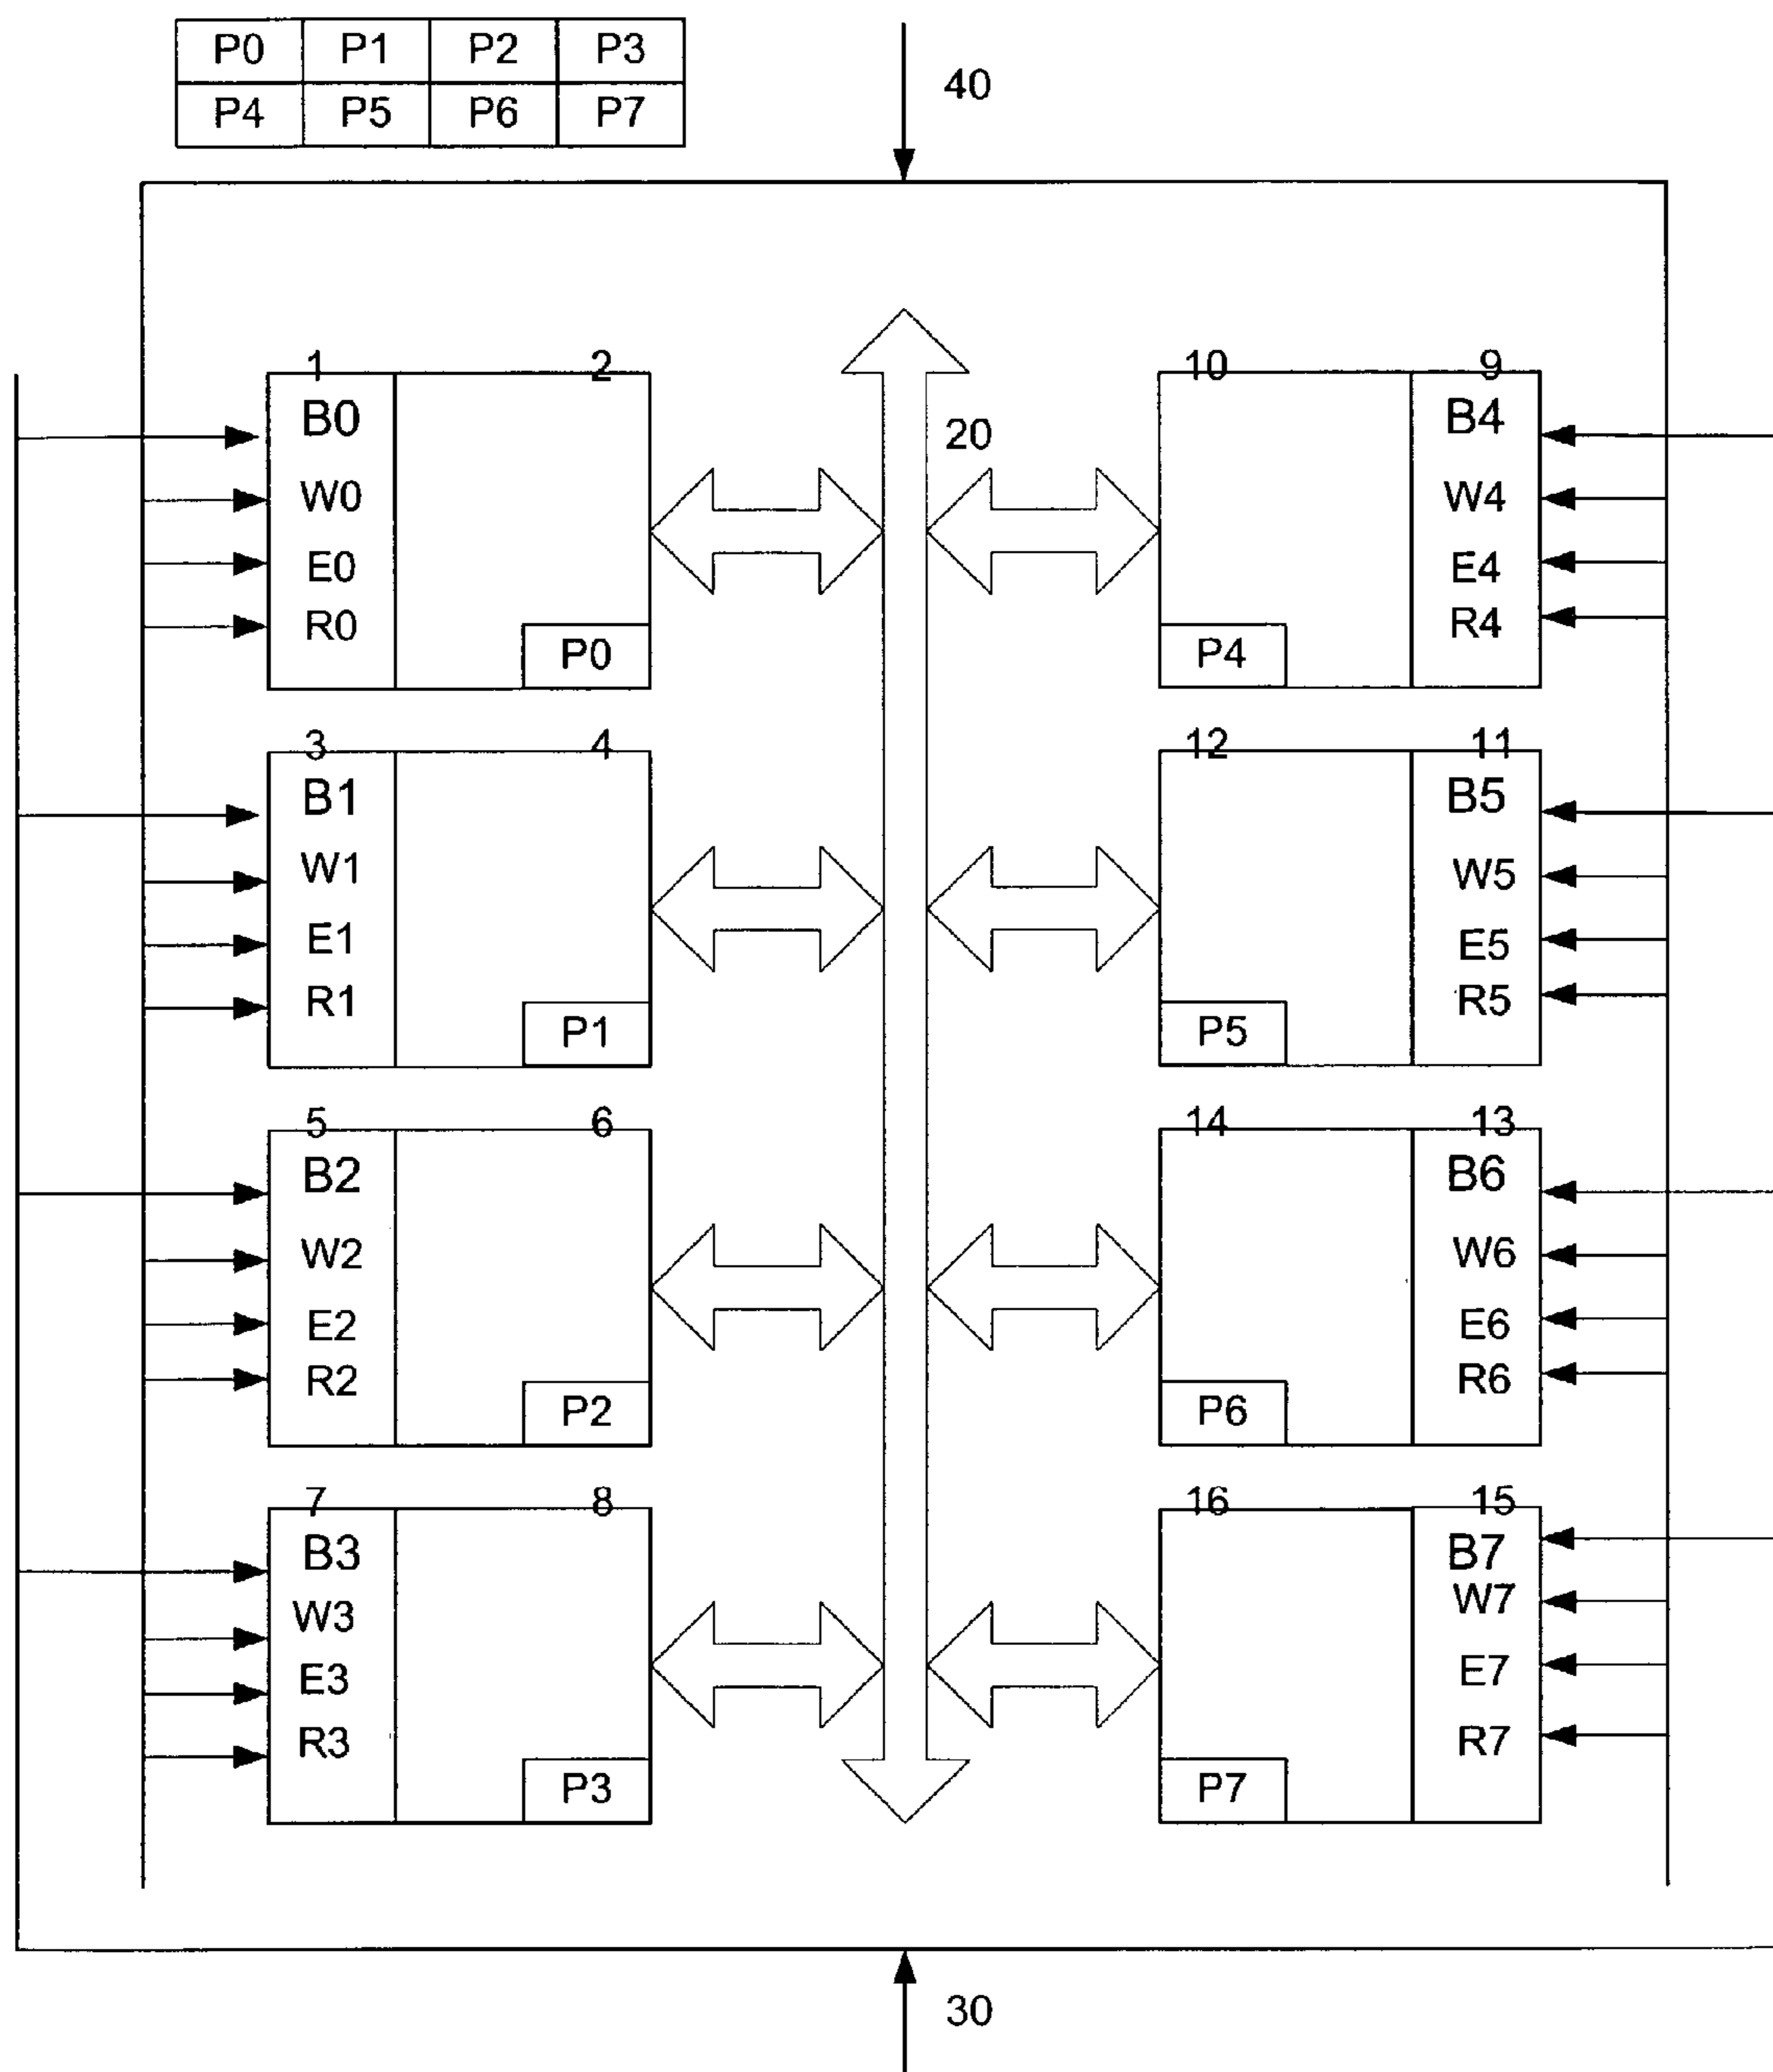 P0 P1 P2 P3
P4 P5 P6 P7
40
1 2 10 9
B0 B4
20
W0 W4
E0 E4
R0 R4
P0 P4
3 4 12 11
B1 B5
W1 W5
E1 E5
R1 R5
P1 P5
5 6 14 13
B2 B6
W2 W6
E2 E6
R2 R6
P2 P6
7 8 16 15
B3 B7
W3 W7
E3 E7
R3 R7
P3 P7
30